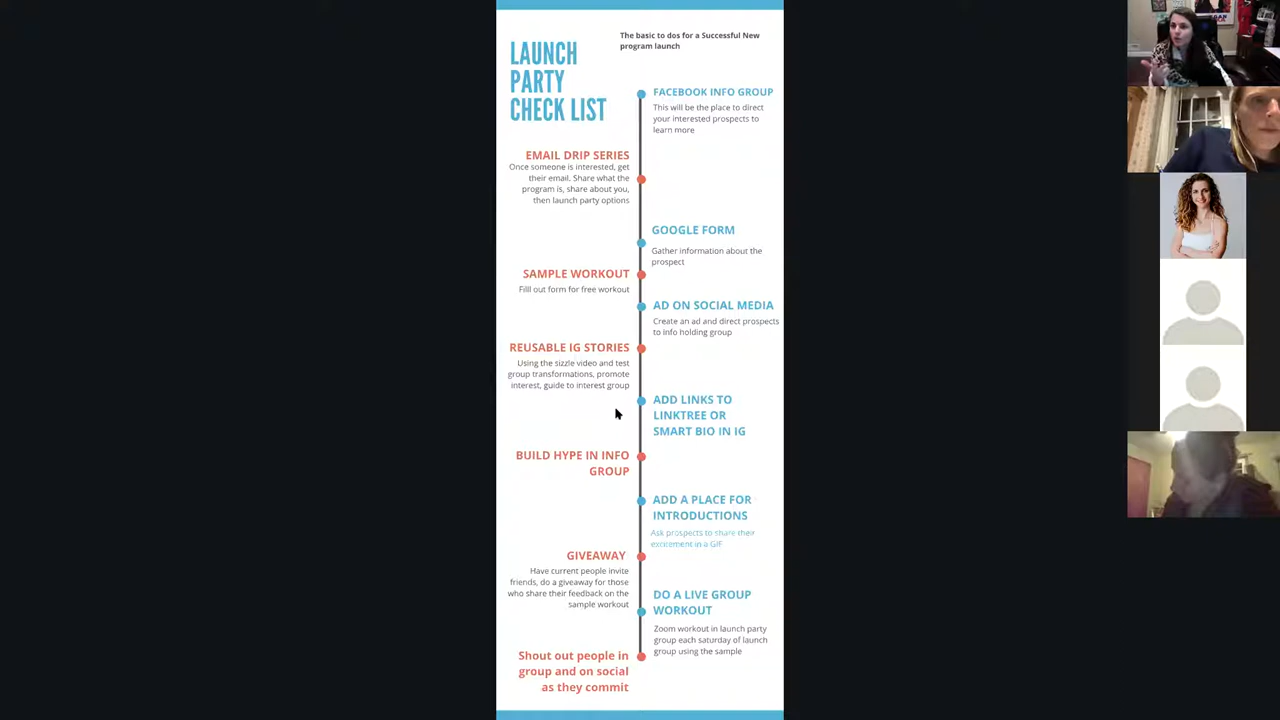 The basic to dos for a Successful New
program launch
LAUNCH
PARTY
CHECK LIST
FACEBOOK INFO GROUP
This will be the place to direct
your interested prospects to
learn more
EMAIL DRIP SERIES
Once someone is interested, get
their email. Share what the
program is, share about you,
then launch party options
GOOGLE FORM
Gather information about the
prospect
SAMPLE WORKOUT
Filll out form for free workout
AD ON SOCIAL MEDIA
Create an ad and direct prospects
to info holding group
REUSABLE IG STORIES
Using the sizzle video and test
group transformations, promote
interest, guide to interest group
ADD LINKS TO
LINKTREE OR
SMART BIO IN IG
BUILD HYPE IN INFO
GROUP
ADD A PLACE FOR
INTRODUCTIONS
Ask prospects to share their
excitement in a GIF
GIVEAWAY
Have current people invite
friends, do a giveaway for those
who share their feedback on the
sample workout
DO A LIVE GROUP
WORKOUT
Zoom workout in launch party
group each saturday of launch
group using the sample
Shout out people in
group and on social
as they commit